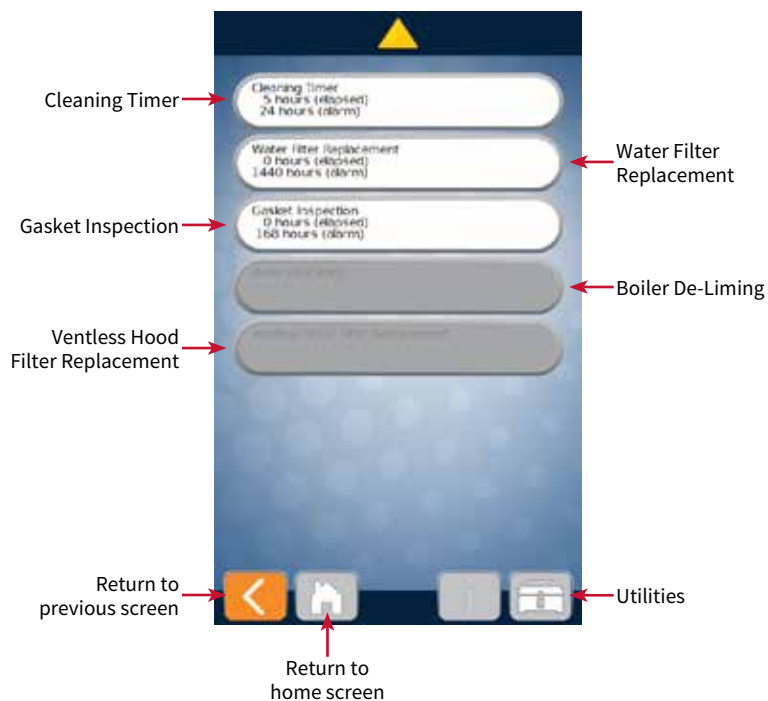 Cleaning Timer
Cleaning Timer
5 hours (elapsed)
24 hours (alarm)
Water Filter Replacement
0 hours (elapsed)
1440 hours (alarm)
Water Filter
Replacement
Gasket Inspection
Gasket Inspection
0 hours (elapsed)
168 hours (alarm)
Boiler De-Liming
Ventless Hood
Filter Replacement
Return to
previous screen
Utilities
Return to
home screen